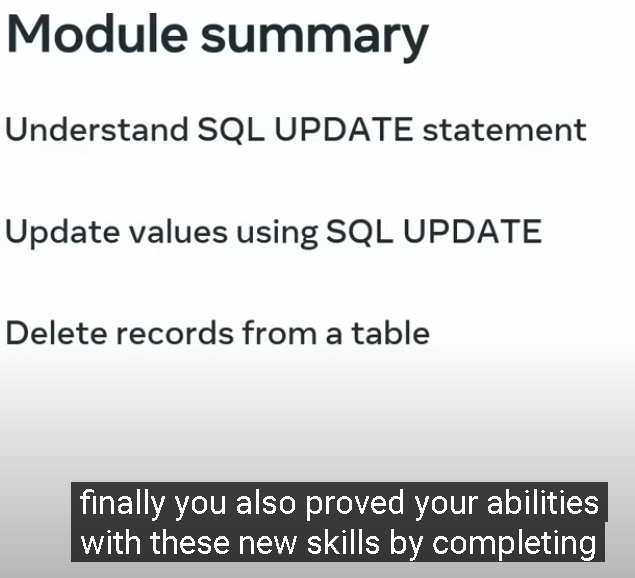 Module summary
Understand SQL UPDATE statement
Update values using SQL UPDATE
Delete records from a table
finally you also proved your abilities
with these new skills by completing